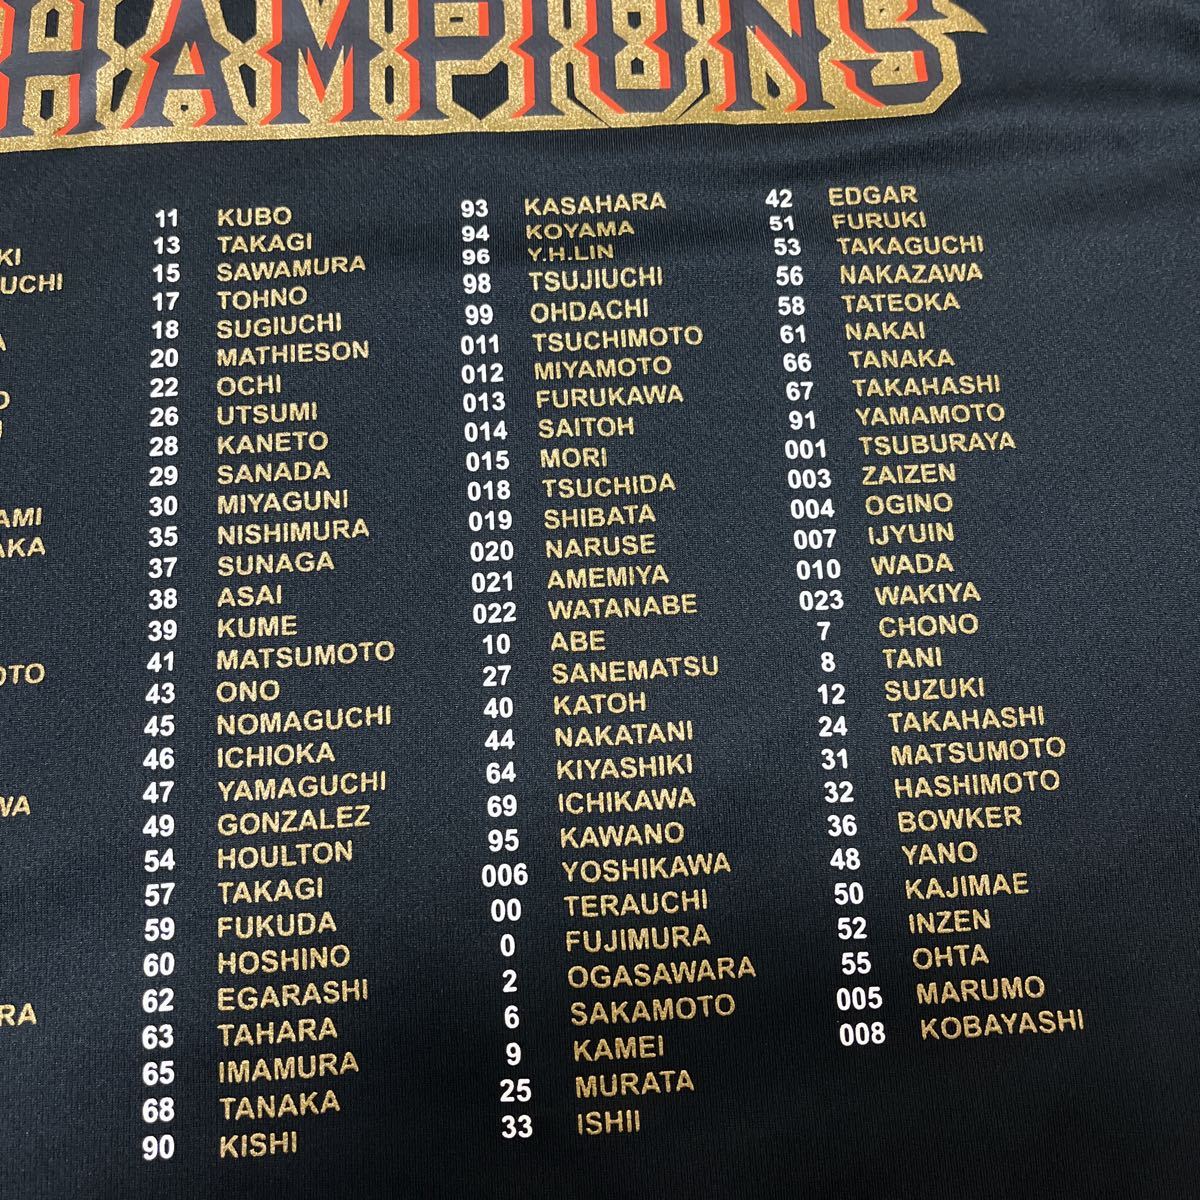 HAMPIONS
KI
UCHI
AMI
AKA
OTO
WA
RA
11 KUBO
13 TAKAGI
15 SAWAMURA
17 TOHNO
18 SUGIUCHI
20 MATHIESON
22 OCHI
26 UTSUMI
28 KANETO
29 SANADA
30 MIYAGUNI
35 NISHIMURA
37 SUNAGA
38 ASAI
39 KUME
41 MATSUMOTO
43 ONO
45 NOMAGUCHI
46 ICHIOKA
47 YAMAGUCHI
49 GONZALEZ
54 HOULTON
57 TAKAGI
59 FUKUDA
60 HOSHINO
62 EGARASHI
63 TAHARA
65 IMAMURA
68 TANAKA
90 KISHI
93 KASAHARA
94 KOYAMA
96 Y.H.LIN
98 TSUJIUCHI
99 OHDACHI
011 TSUCHIMOTO
012 MIYAMOTO
013 FURUKAWA
014 SAITOH
015 MORI
018 TSUCHIDA
019 SHIBATA
020 NARUSE
021 AMEMIYA
022 WATANABE
10 ABE
27 SANEMATSU
40 KATOH
44 NAKATANI
64 KIYASHIKI
69 ICHIKAWA
95 KAWANO
006 YOSHIKAWA
00 TERAUCHI
0 FUJIMURA
2 OGASAWARA
6 SAKAMOTO
9 KAMEI
25 MURATA
33 ISHII
42 EDGAR
51 FURUKI
53 TAKAGUCHI
56 NAKAZAWA
58 TATEOKA
61 NAKAI
66 TANAKA
67 TAKAHASHI
91 YAMAMOTO
001 TSUBURAYA
003 ZAIZEN
004 OGINO
007 IJYUIN
010 WADA
023 WAKIYA
7 CHONO
8 TANI
12 SUZUKI
24 TAKAHASHI
31 MATSUMOTO
32 HASHIMOTO
36 BOWKER
48 YANO
50 KAJIMAE
52 INZEN
55 OHTA
005 MARUMO
008 KOBAYASHI